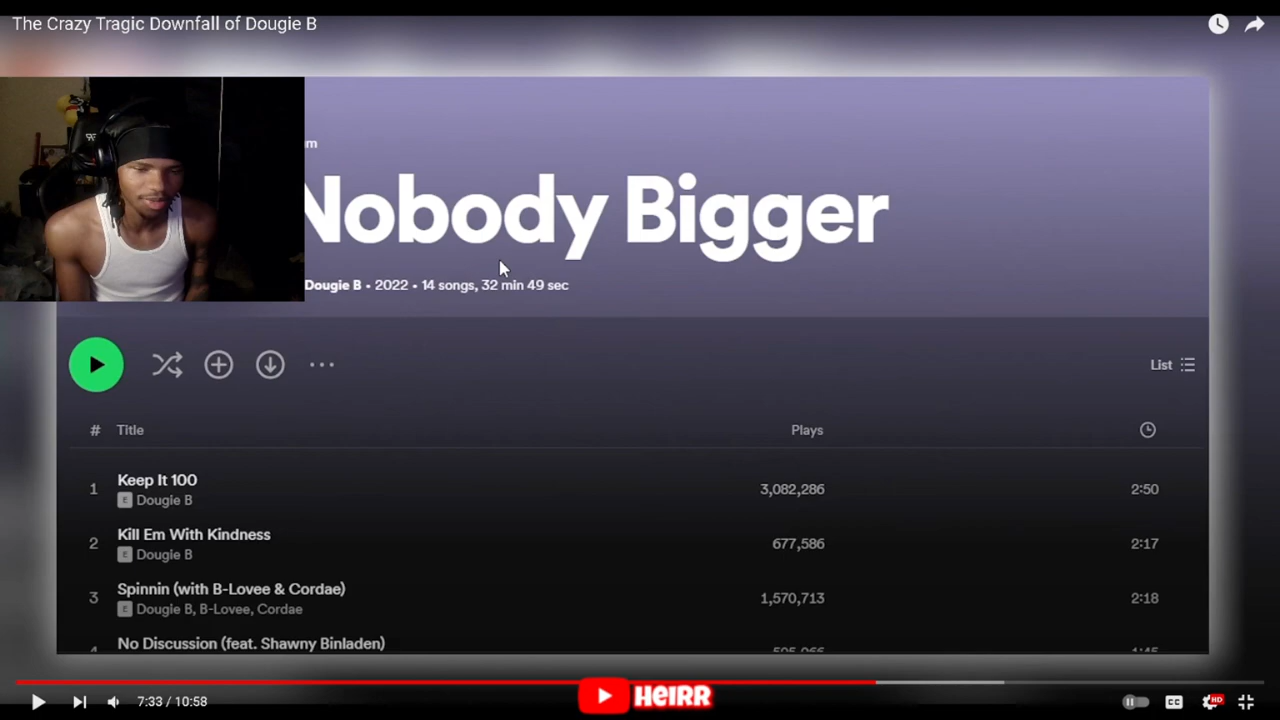 The Crazy Tragic Downfall of Dougie B
Nobody Bigger
Dougie B • 2022 • 14 songs, 32 min 49 sec
List
# Title Plays
1 Keep It 100 3,082,286 2:50
E Dougie B
2 Kill Em With Kindness 677,586 2:17
E Dougie B
3 Spinnin (with B-Lovee & Cordae) 1,570,713 2:18
E Dougie B, B-Lovee, Cordae
No Discussion (feat. Shawny Binladen)
7:33 / 10:58 HEIRR CC HD